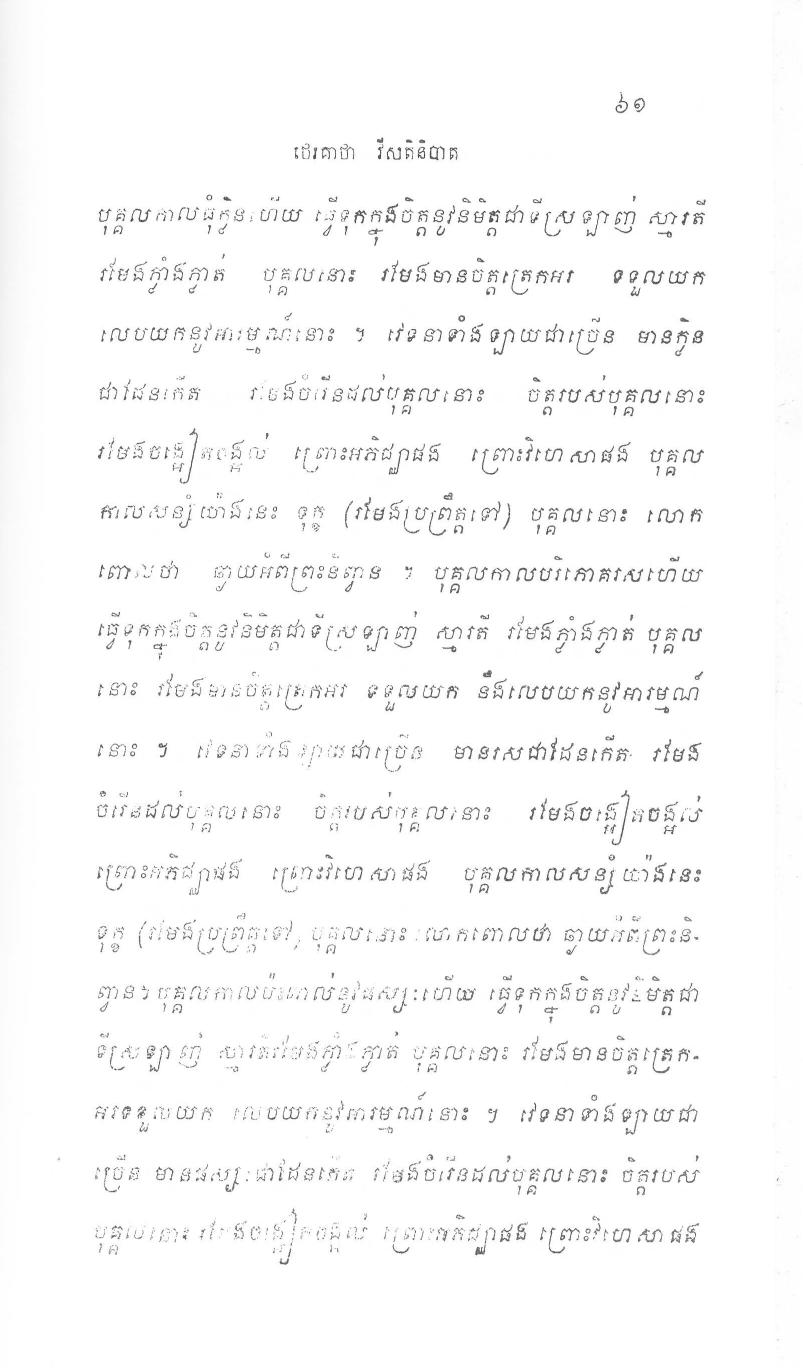 ៦១
ថេរគាថា វីសតិនិបាត
បុគ្គលកាលធុំក្លិនហើយ ធ្វើទុកក្នុងចិត្តនូវនិមិត្តជាទីស្រឡាញ់ ស្មារតី
រមែងភ្លាំងភ្លាត់ បុគ្គលនោះ រមែងមានចិត្តត្រេកអរ ទទួលយក
លេបយកនូវអារម្មណ៍នោះ ។ វេទនាទាំងឡាយជាច្រើន មានក្លិន
ជាដែនកើត រមែងចំរើនដល់បុគ្គលនោះ ចិត្តរបស់បុគ្គលនោះ
រមែងចង្អៀតចង្អល់ ព្រោះអភិជ្ឈាផង ព្រោះវិហេសាផង បុគ្គល
កាលសន្សំយ៉ាងនេះ ទុក្ខ (រមែងប្រព្រឹត្តទៅ) បុគ្គលនោះ លោក
ពោលថា ឆ្ងាយអំពីព្រះនិព្វាន ។ បុគ្គលកាលបរិភោគរសហើយ
ធ្វើទុកក្នុងចិត្តនូវនិមិត្តជាទីស្រឡាញ់ ស្មារតី រមែងភ្លាំងភ្លាត់ បុគ្គល
នោះ រមែងមានចិត្តត្រេកអរ ទទួលយក នឹងលេបយកនូវអារម្មណ៍
នោះ ។ វេទនាទាំងឡាយជាច្រើន មានរសជាដែនកើត រមែង
ចំរើនដល់បុគ្គលនោះ ចិត្តរបស់បុគ្គលនោះ រមែងចង្អៀតចង្អល់
ព្រោះអភិជ្ឈាផង ព្រោះវិហេសាផង បុគ្គលកាលសន្សំយ៉ាងនេះ
ទុក្ខ (រមែងប្រព្រឹត្តទៅ) បុគ្គលនោះ លោកពោលថា ឆ្ងាយអំពីព្រះនិ-
ព្វាន។ បុគ្គលកាលប៉ះពាល់នូវផស្សៈហើយ ធ្វើទុកក្នុងចិត្តនូវនិមិត្តជា
ទីស្រឡាញ់ ស្មារតីរមែងភ្លាំងភ្លាត់ បុគ្គលនោះ រមែងមានចិត្តត្រេក-
អរទទួលយក លេបយកនូវអារម្មណ៍នោះ ។ វេទនាទាំងឡាយជា
ច្រើន មានផស្សៈជាដែនកើត រមែងចំរើនដល់បុគ្គលនោះ ចិត្តរបស់
បុគ្គលនោះ រមែងចង្អៀតចង្អល់ ព្រោះអភិជ្ឈាផង ព្រោះវិហេសាផង